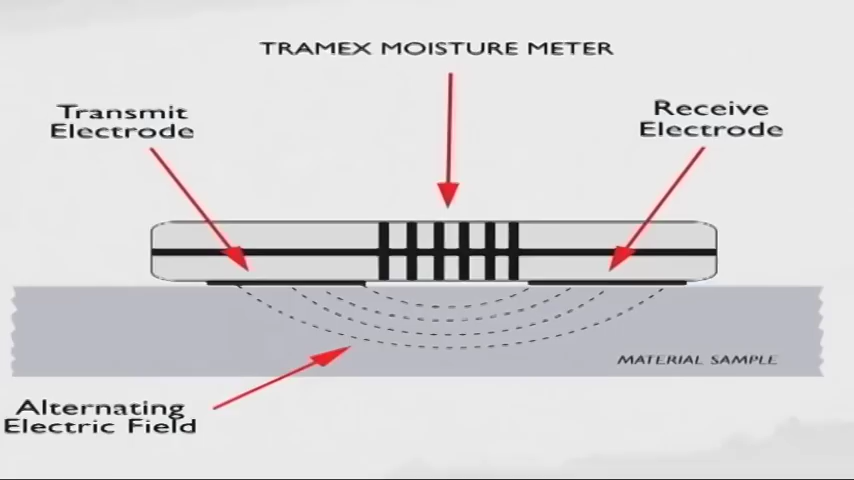 TRAMEX MOISTURE METER
Transmit
Electrode
Receive
Electrode
MATERIAL SAMPLE
Alternating
Electric Field